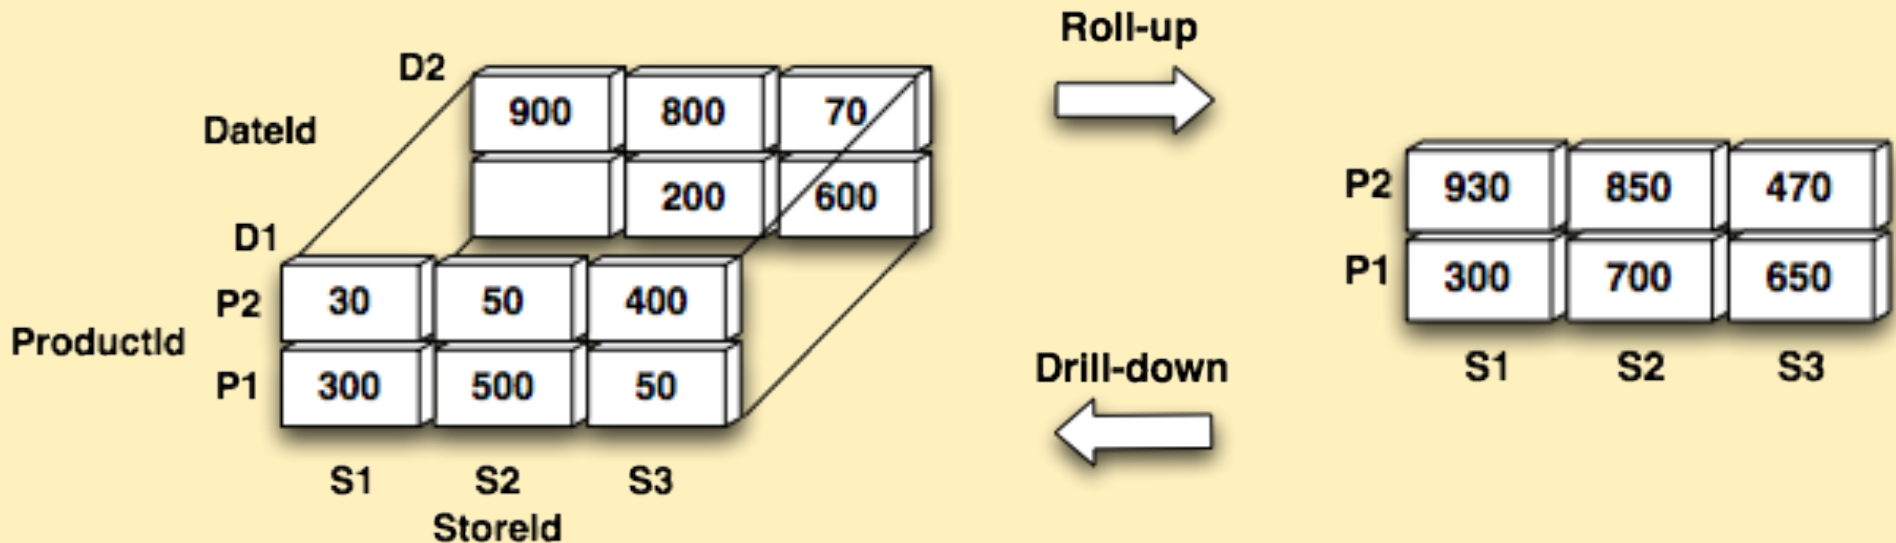 Roll-up
D2
900 800 70
DateId
200 600
D1
P2 30 50 400
ProductId
P1 300 500 50
S1 S2 S3
StoreId
Drill-down
P2 930 850 470
P1 300 700 650
S1 S2 S3